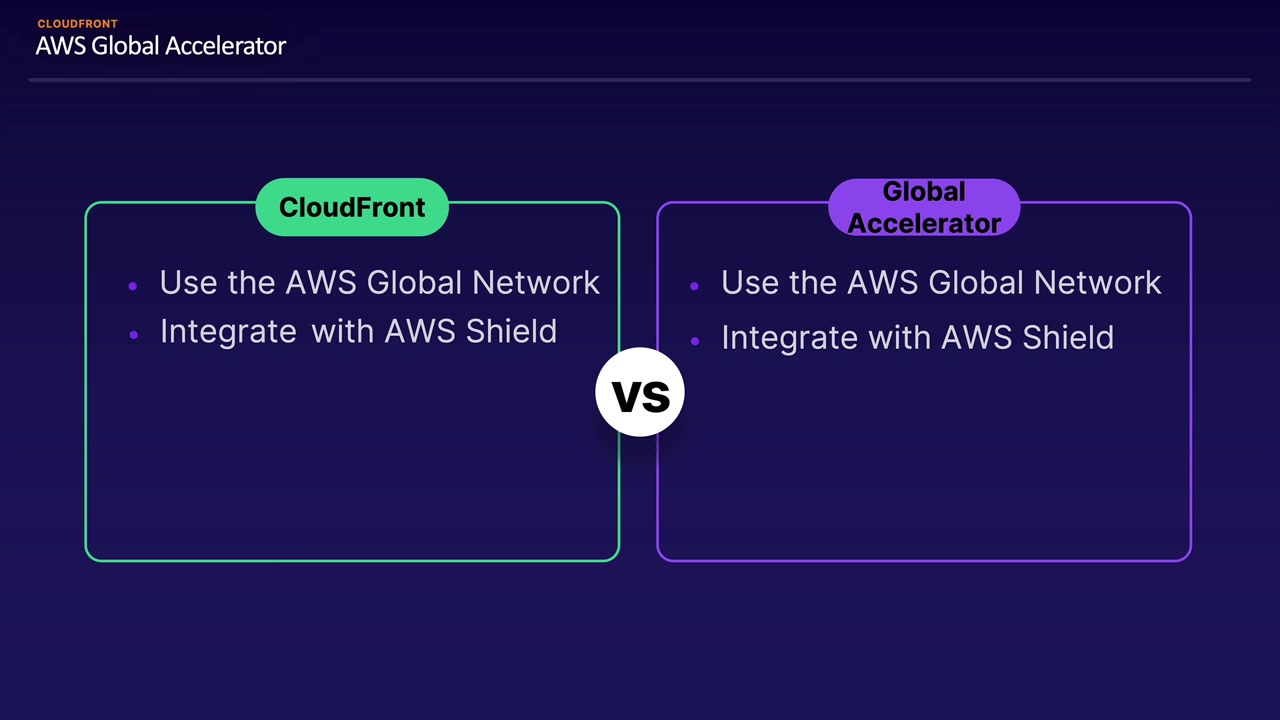 CLOUDFRONT
AWS Global Accelerator
CloudFront
• Use the AWS Global Network
• Integrate with AWS Shield
vs
Global
Accelerator
• Use the AWS Global Network
• Integrate with AWS Shield